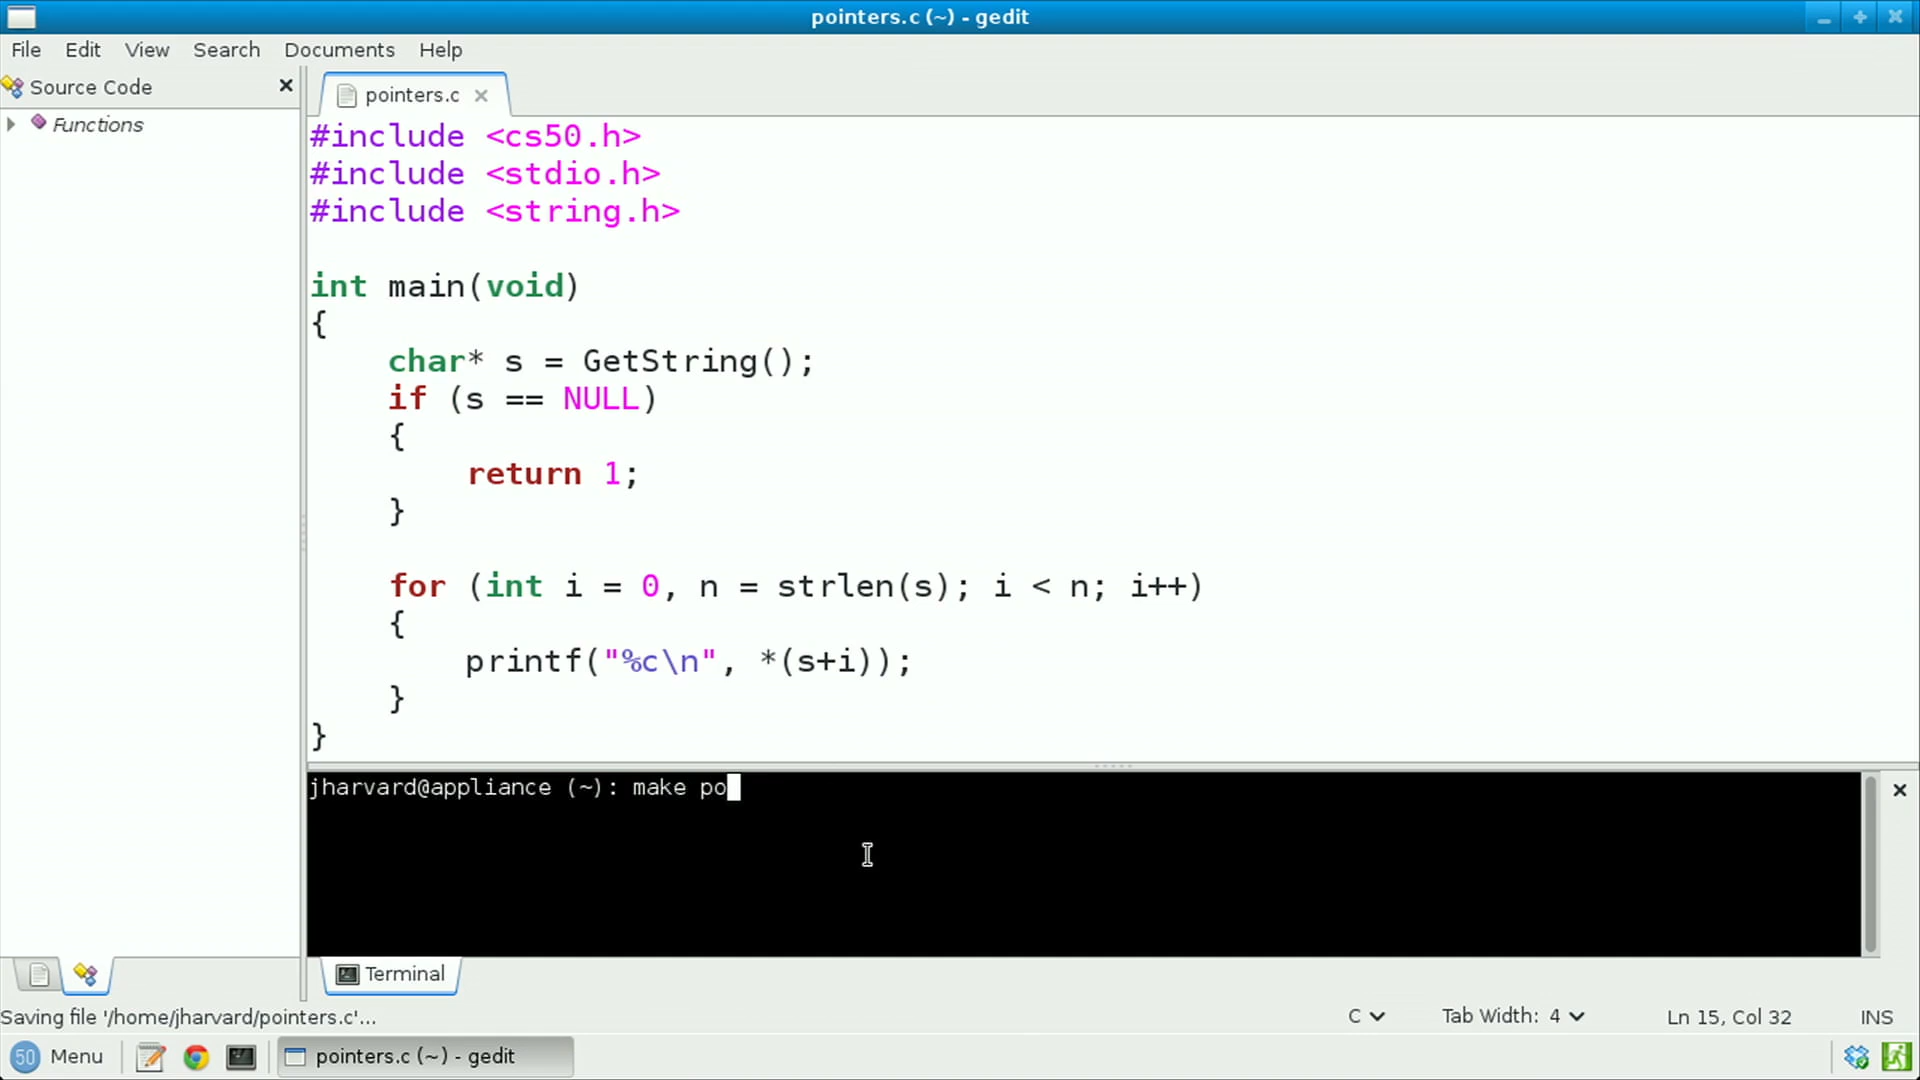 pointers.c (~) - gedit
File Edit View Search Documents Help
Source Code
pointers.c
Functions
#include <cs50.h>
#include <stdio.h>
#include <string.h>
int main(void)
{
    char* s = GetString();
    if (s == NULL)
    {
        return 1;
    }
    for (int i = 0, n = strlen(s); i < n; i++)
    {
        printf("%c\n", *(s+i));
    }
}
jharvard@appliance (~): make po
Terminal
Saving file '/home/jharvard/pointers.c'...
C
Tab Width: 4
Ln 15, Col 32
INS
50 Menu
pointers.c (~) - gedit